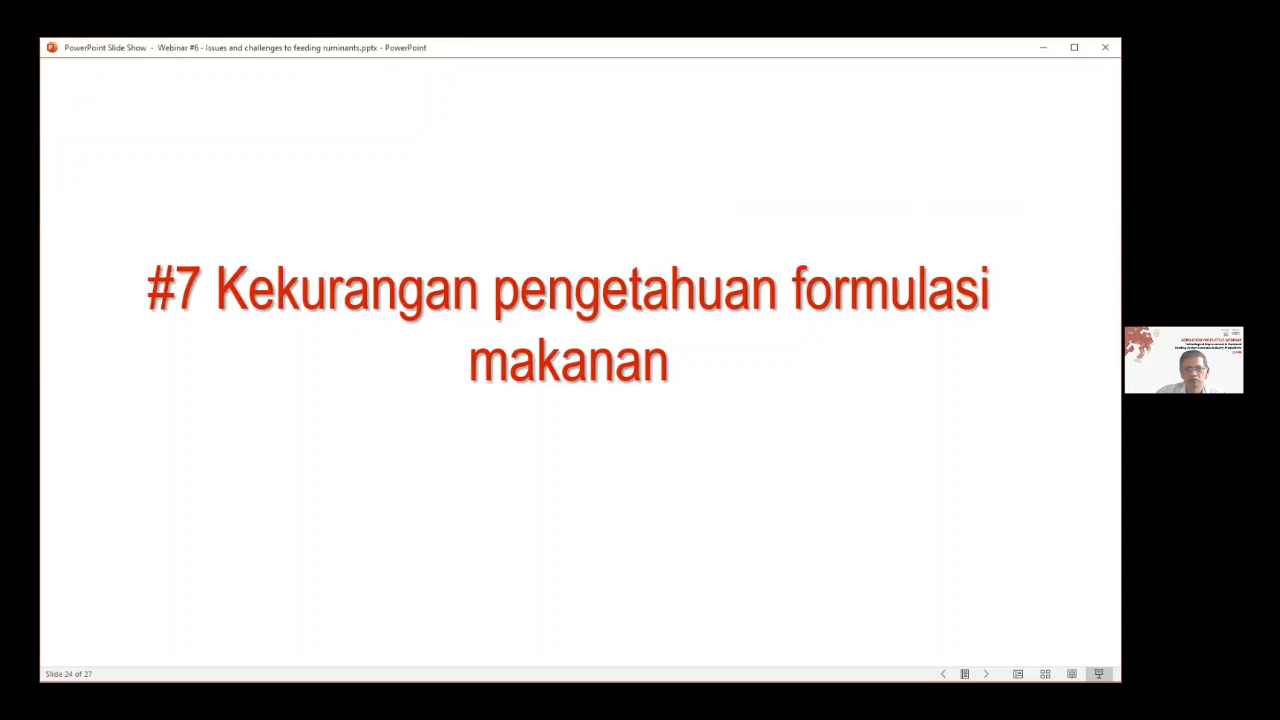 PowerPoint Slide Show - Webinar #6 - Issues and challenges to feeding ruminants.pptx - PowerPoint
#7 Kekurangan pengetahuan formulasi
makanan
Slide 24 of 27